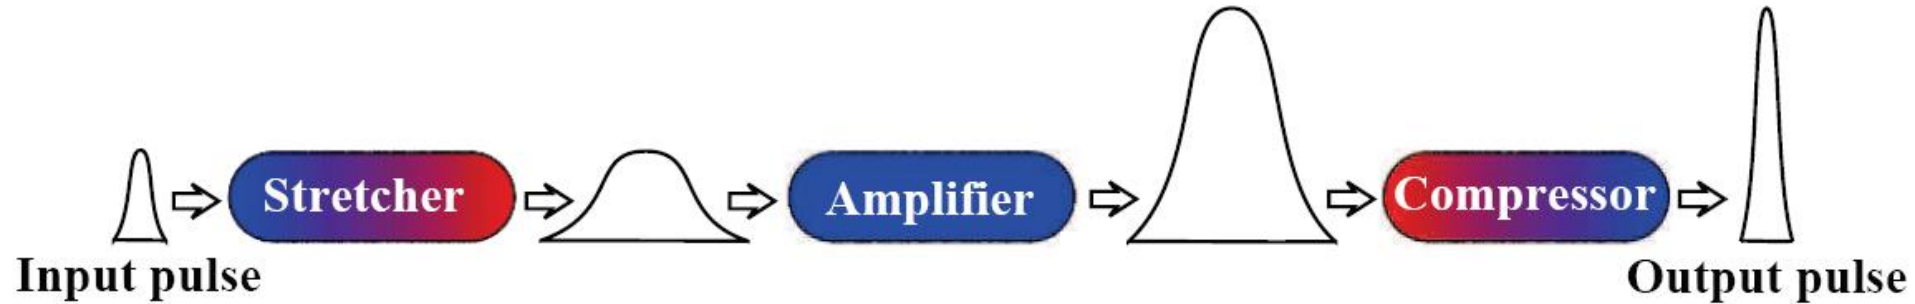 Stretcher
Amplifier
Compressor
Input pulse
Output pulse